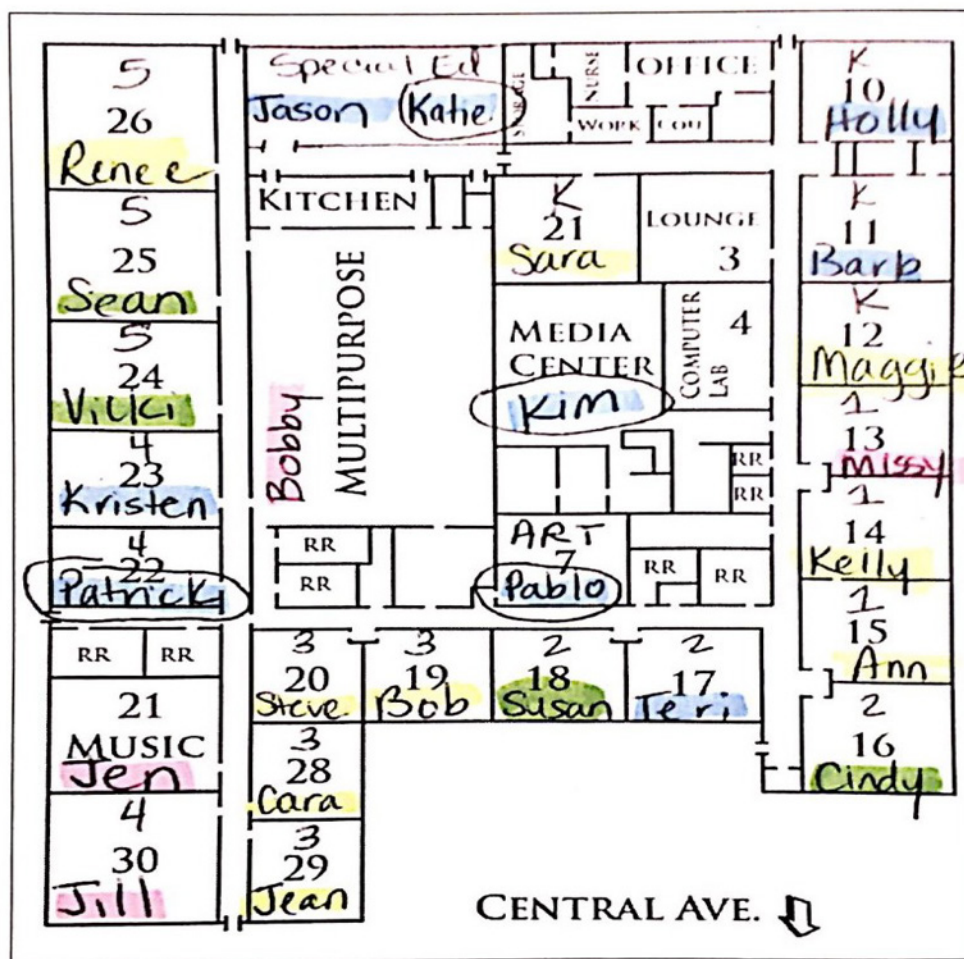 5
26
Renee
5
25
Sean
5
24
Vicki
4
23
Kristen
4
22
Patrick
RR
RR
21
MUSIC
Jen
4
30
Jill
Special Ed
Jason
Katie
KITCHEN
MULTIPURPOSE
Bobby
RR
RR
STORAGE
NURSE
OFFICE
WORK
COU
K
21
Sara
LOUNGE
3
MEDIA
CENTER
Kim
COMPUTER
LAB
4
RR
RR
ART
7
Pablo
RR
RR
3
20
Steve
3
19
Bob
2
18
Susan
2
17
Teri
3
28
Cara
3
29
Jean
K
10
Holly
K
11
Barb
K
12
Maggie
1
13
Missy
1
14
Kelly
1
15
Ann
2
16
Cindy
CENTRAL AVE.